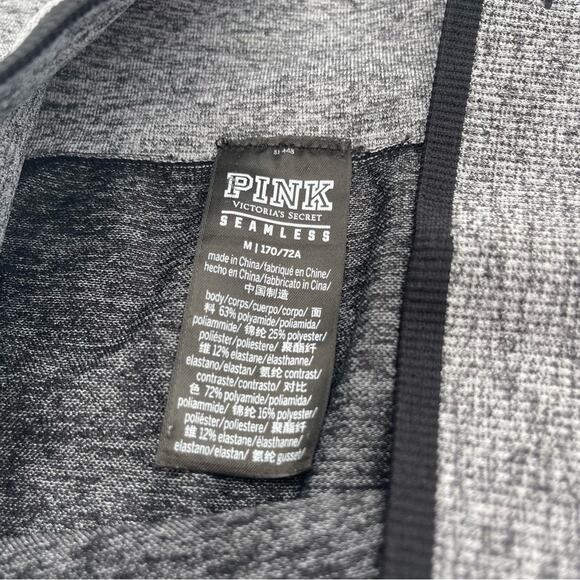 PINK
VICTORIA'S SECRET
SEAMLESS
M | 170/72A
made in China/fabriqué en Chine/
hecho en China/fabbricato in Cina/
中国制造
body/corps/cuerpo/corpo/ 面
料 63% polyamide/poliamida/
poliammide/ 锦纶 25% polyester/
poliéster/poliestere/ 聚酯纤
维 12% elastane/élasthanne/
elastano/elastan/ 氨纶 contrast/
contraste/contrasto/ 对比
色 72% polyamide/poliamida/
poliammide/ 锦纶 16% polyester/
poliéster/poliestere/ 聚酯纤
维 12% elastane/élasthanne/
elastano/elastan/ 氨纶 gusset/